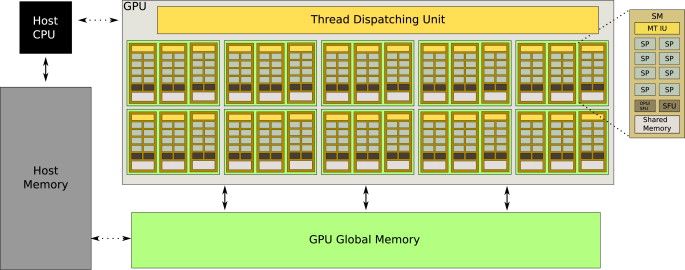 GPU
Host
CPU
Thread Dispatching Unit
SM
MT IU
SP SP
SP SP
SP SP
SP SP
SFU
Shared
Memory
Host
Memory
GPU Global Memory